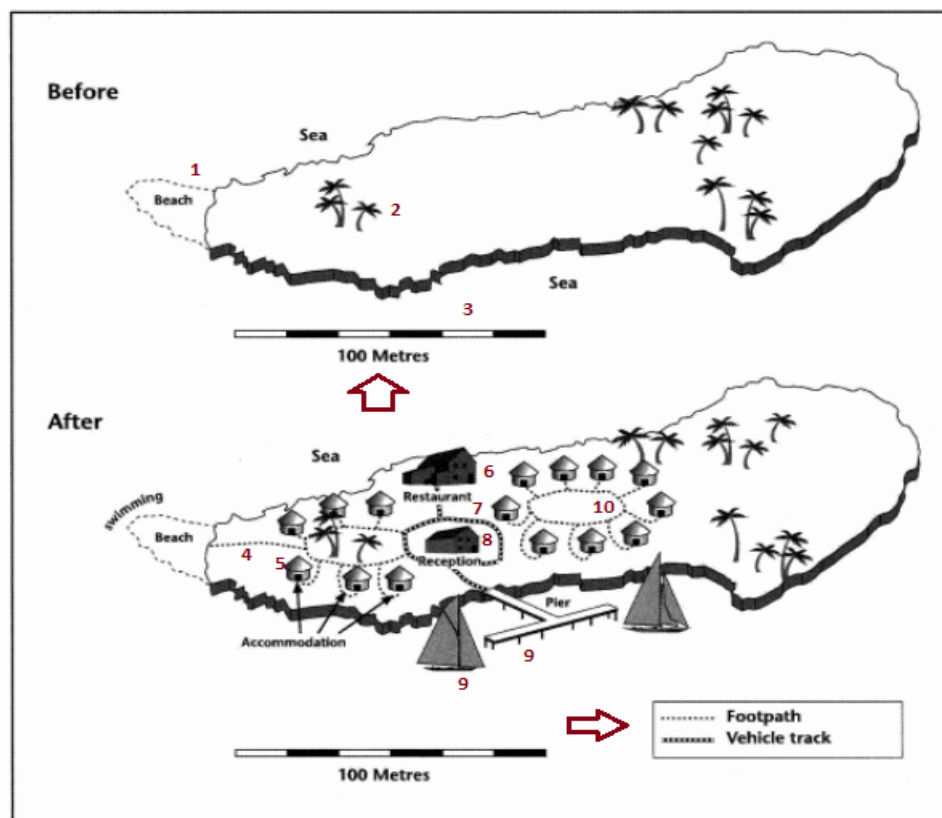 Before
Sea
1
Beach
2
Sea
3
100 Metres
After
Sea
6
Restaurant
swimming
7
10
Beach
8
4
5
Reception
Pier
Accommodation
9
9
Footpath
Vehicle track
100 Metres